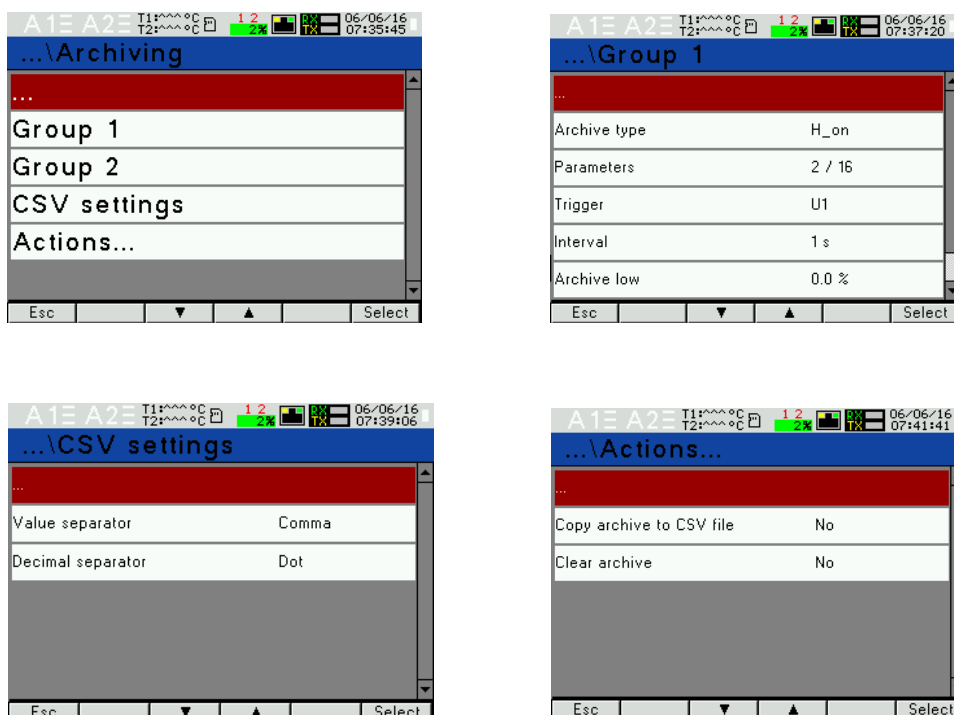 A1 A2 T1:^^^°C 1 2 RX 06/06/16
T2:^^^°C 2% TX 07:35:45
...\Archiving
...
Group 1
Group 2
CSV settings
Actions...
Esc ▼ ▲ Select
A1 A2 T1:^^^°C 1 2 RX 06/06/16
T2:^^^°C 2% TX 07:37:20
...\Group 1
...
Archive type H_on
Parameters 2 / 16
Trigger U1
Interval 1 s
Archive low 0.0 %
Esc ▼ ▲ Select
A1 A2 T1:^^^°C 1 2 RX 06/06/16
T2:^^^°C 2% TX 07:39:06
...\CSV settings
...
Value separator Comma
Decimal separator Dot
Esc ▼ ▲ Select
A1 A2 T1:^^^°C 1 2 RX 06/06/16
T2:^^^°C 2% TX 07:41:41
...\Actions...
...
Copy archive to CSV file No
Clear archive No
Esc ▼ ▲ Select